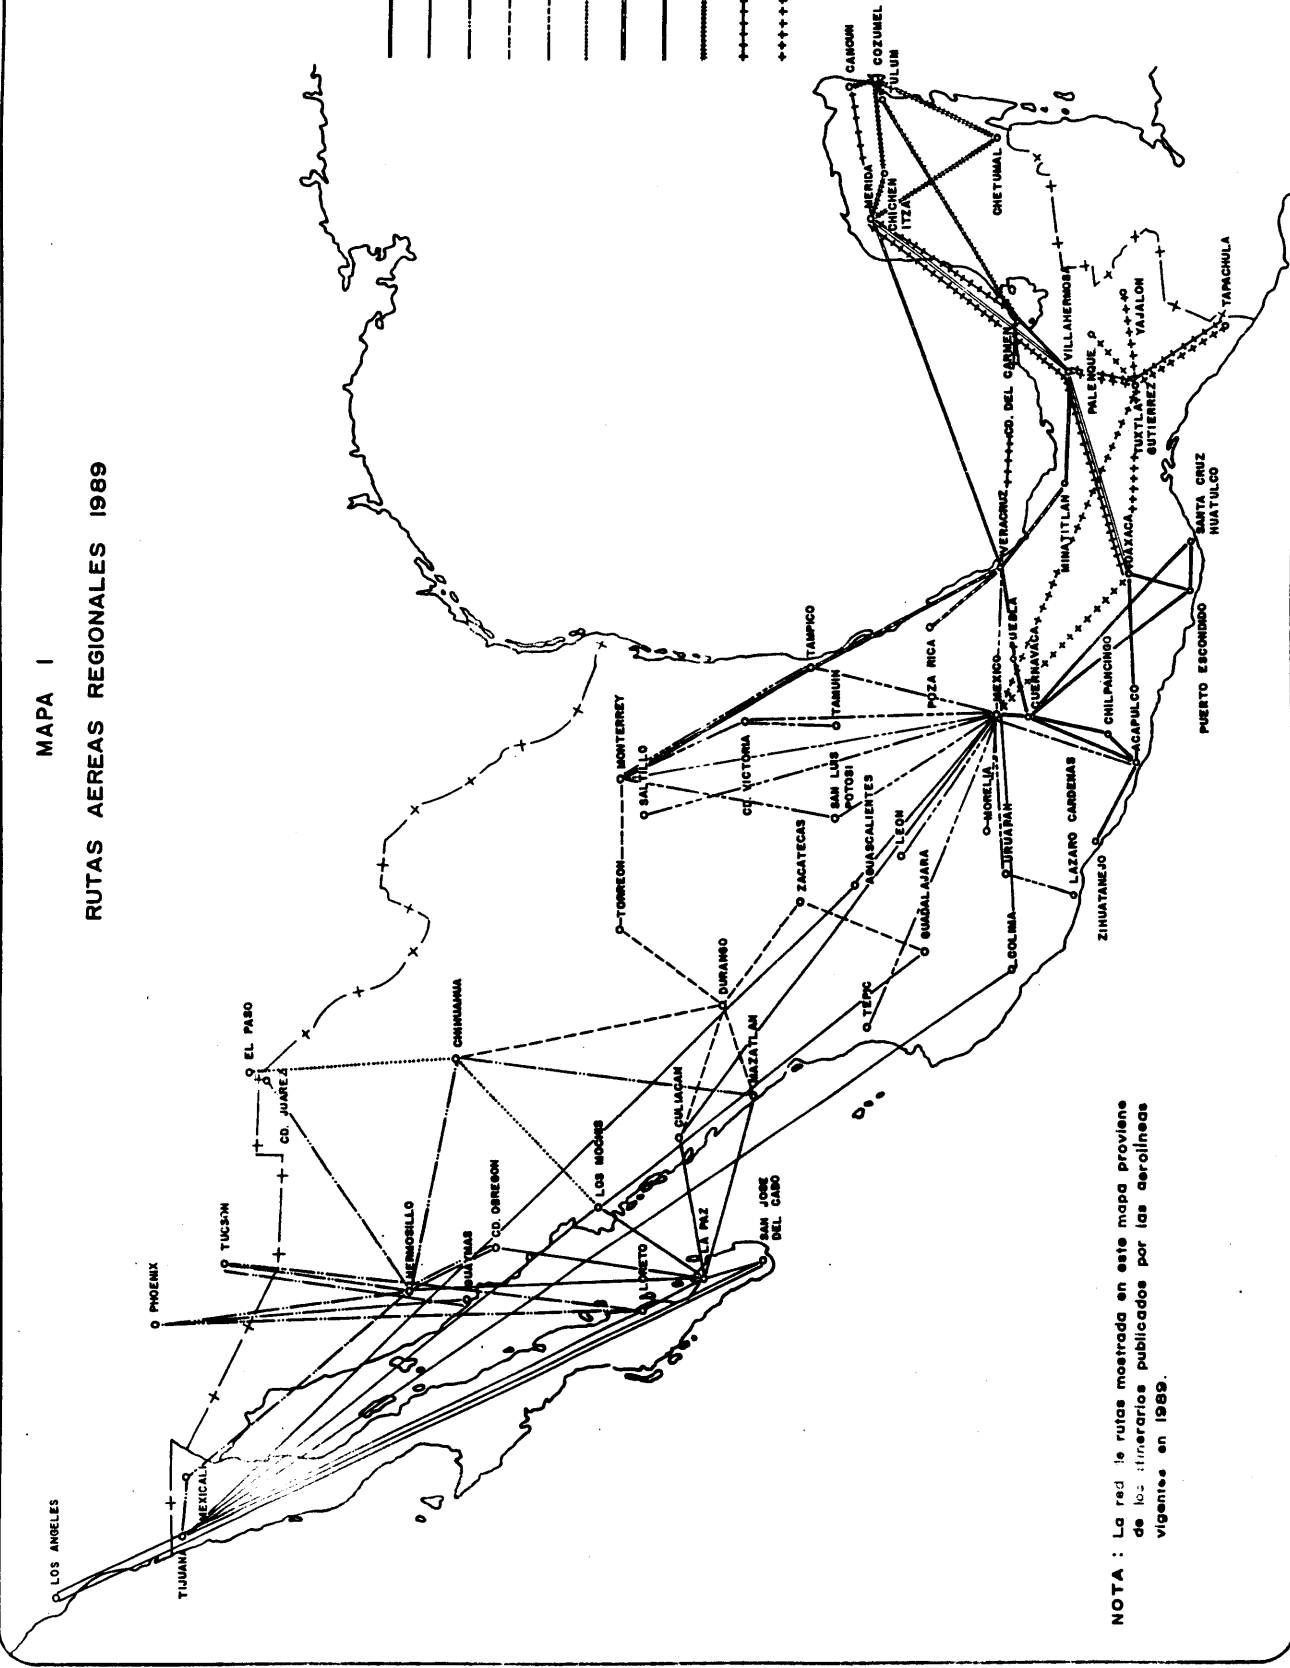 MAPA I
RUTAS AEREAS REGIONALES 1989
LOS ANGELES
TIJUANA
MEXICALI
PHOENIX
TUCSON
EL PASO
CD. JUAREZ
HERMOSILLO
GUAYMAS
CD. OBREGON
CHIHUAHUA
LOS MOCHIS
LORETO
LA PAZ
SAN JOSE
DEL CABO
CULIACAN
MAZATLAN
DURANGO
TORREON
MONTERREY
SALTILLO
ZACATECAS
CD. VICTORIA
SAN LUIS
POTOSI
TAMUIN
TAMPICO
AGUASCALIENTES
LEON
GUADALAJARA
TEPIC
COLIMA
POZA RICA
MORELIA
URUAPAN
LAZARO CARDENAS
ZIHUATANEJO
MEXICO
PUEBLA
CUERNAVACA
CHILPANCINGO
ACAPULCO
VERACRUZ
MINATITLAN
OAXACA
PUERTO ESCONDIDO
SANTA CRUZ
HUATULCO
CD. DEL CARMEN
VILLAHERMOSA
PALENQUE
TUXTLA
GUTIERREZ
YAJALON
TAPACHULA
MERIDA
CHICHEN
ITZA
CHETUMAL
CANCUN
COZUMEL
TULUM
NOTA : La red de rutas mostrada en este mapa proviene
de los itinerarios publicados por las aerolíneas
vigentes en 1989.